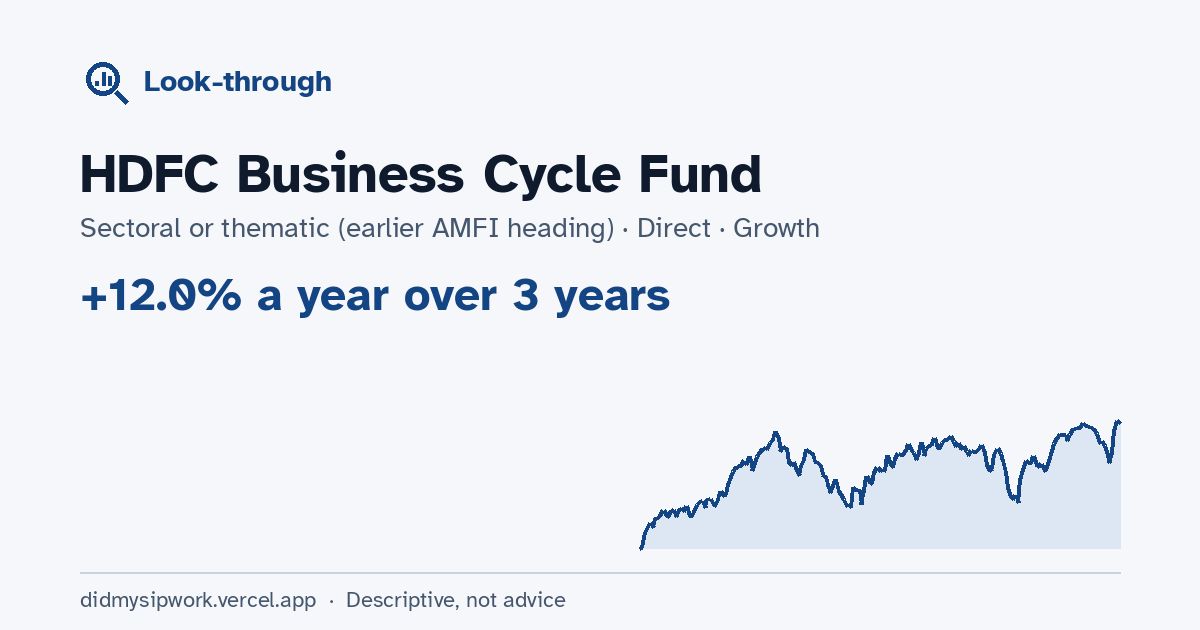 Look-through
HDFC Business Cycle Fund
Sectoral or thematic (earlier AMFI heading) · Direct · Growth
+12.0% a year over 3 years
didmysipwork.vercel.app · Descriptive, not advice